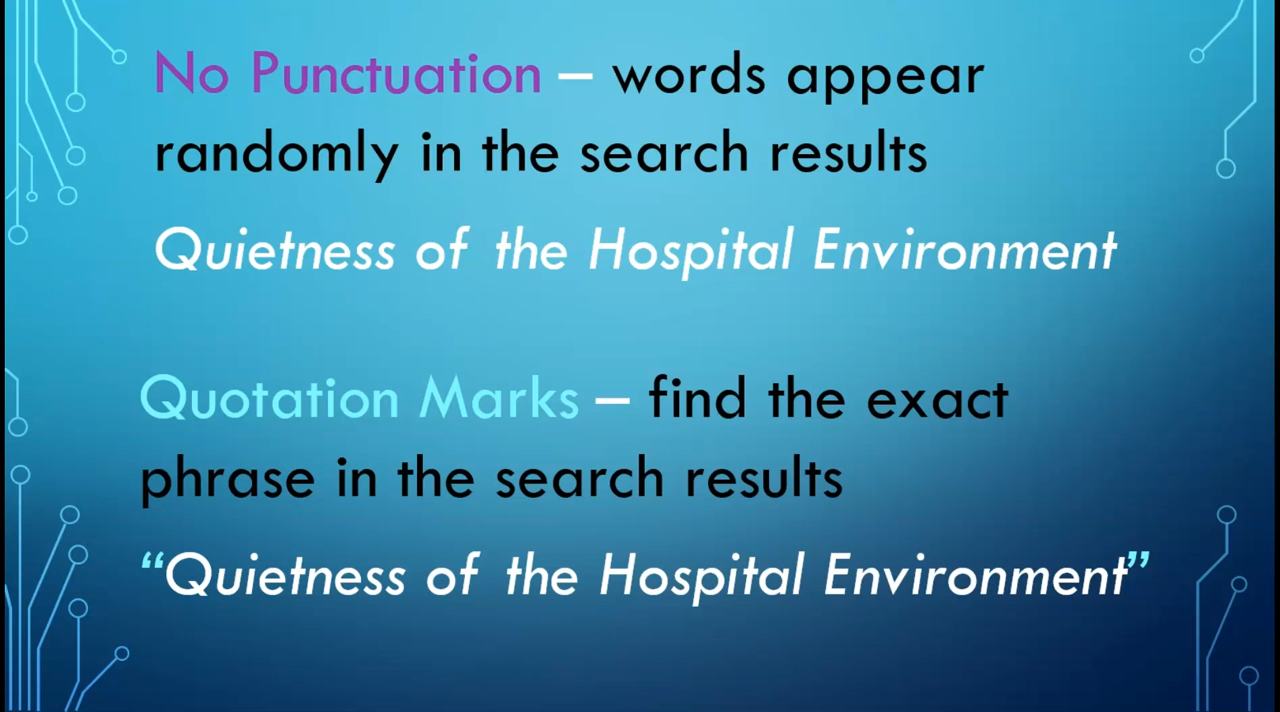 No Punctuation – words appear
randomly in the search results
Quietness of the Hospital Environment
Quotation Marks – find the exact
phrase in the search results
“Quietness of the Hospital Environment”